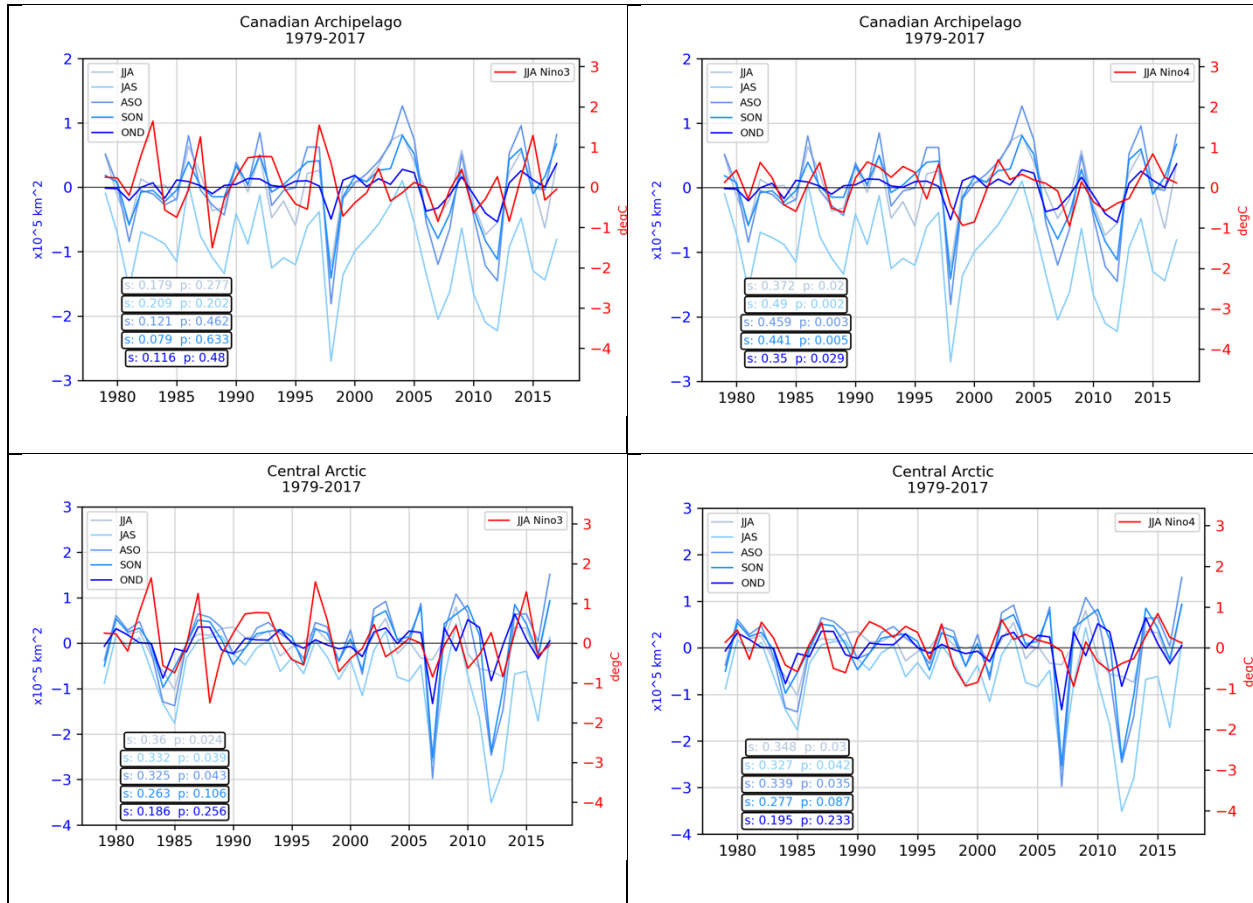 Canadian Archipelago
1979-2017
JJA
JAS
ASO
SON
OND
JJA Nino3
2
1
0
−1
−2
−3
x10^5 km^2
3
2
1
0
−1
−2
−3
−4
degC
s: 0.179 p: 0.277
s: 0.209 p: 0.202
s: 0.121 p: 0.462
s: 0.079 p: 0.633
s: 0.116 p: 0.48
1980 1985 1990 1995 2000 2005 2010 2015
Canadian Archipelago
1979-2017
JJA
JAS
ASO
SON
OND
JJA Nino4
2
1
0
−1
−2
−3
x10^5 km^2
3
2
1
0
−1
−2
−3
−4
degC
s: 0.372 p: 0.02
s: 0.49 p: 0.002
s: 0.459 p: 0.003
s: 0.441 p: 0.005
s: 0.35 p: 0.029
1980 1985 1990 1995 2000 2005 2010 2015
Central Arctic
1979-2017
JJA
JAS
ASO
SON
OND
JJA Nino3
3
2
1
0
−1
−2
−3
−4
x10^5 km^2
3
2
1
0
−1
−2
−3
−4
degC
s: 0.36 p: 0.024
s: 0.332 p: 0.039
s: 0.325 p: 0.043
s: 0.263 p: 0.106
s: 0.186 p: 0.256
1980 1985 1990 1995 2000 2005 2010 2015
Central Arctic
1979-2017
JJA
JAS
ASO
SON
OND
JJA Nino4
3
2
1
0
−1
−2
−3
−4
x10^5 km^2
3
2
1
0
−1
−2
−3
−4
degC
s: 0.348 p: 0.03
s: 0.327 p: 0.042
s: 0.339 p: 0.035
s: 0.277 p: 0.087
s: 0.195 p: 0.233
1980 1985 1990 1995 2000 2005 2010 2015